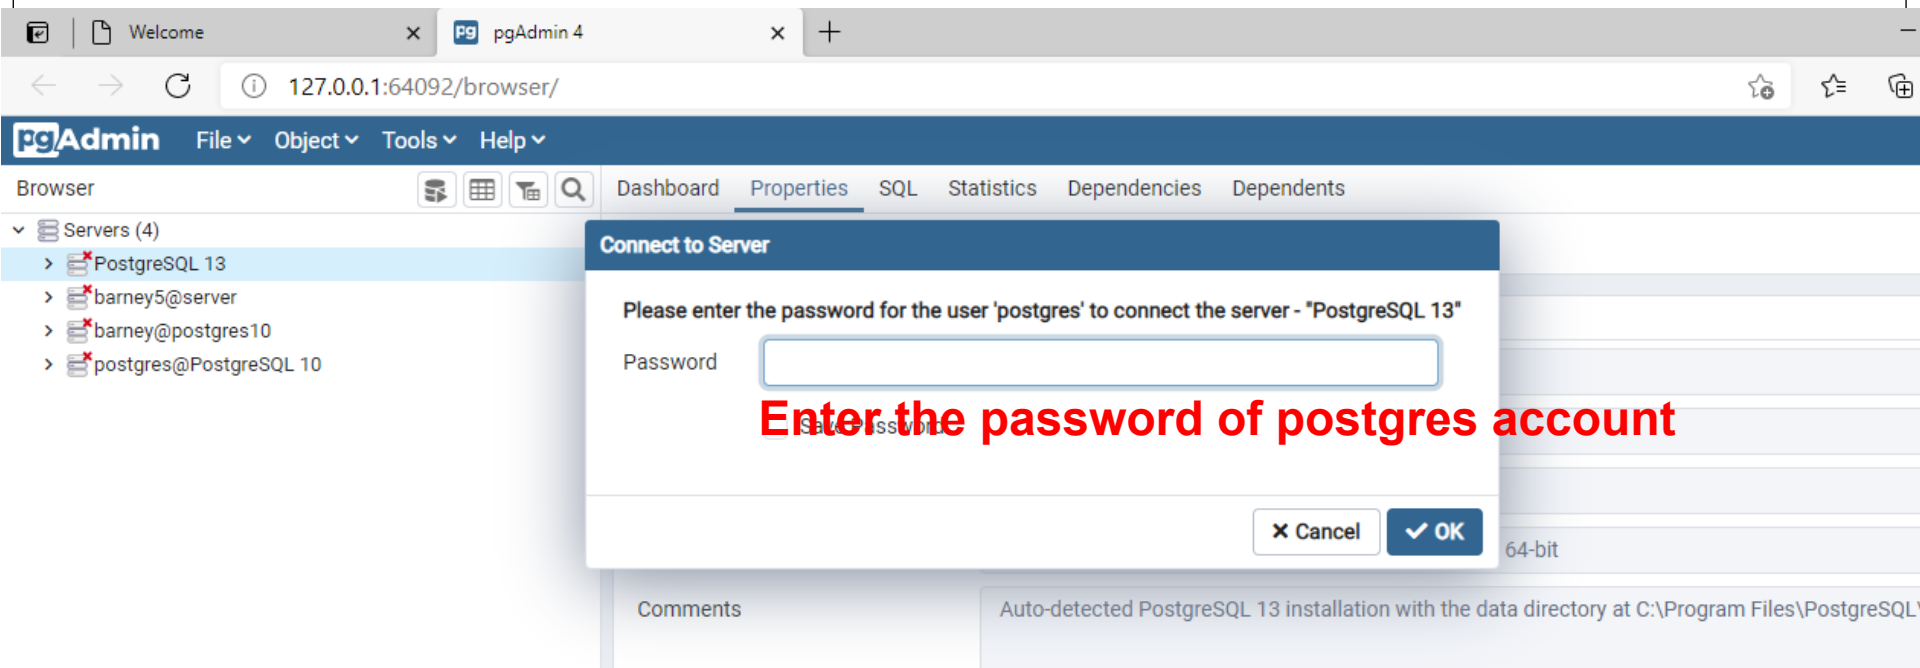 Welcome
pgAdmin 4
127.0.0.1:64092/browser/
pgAdmin File Object Tools Help
Browser
Dashboard Properties SQL Statistics Dependencies Dependents
Servers (4)
PostgreSQL 13
barney5@server
barney@postgres10
postgres@PostgreSQL 10
Connect to Server
Please enter the password for the user 'postgres' to connect the server - "PostgreSQL 13"
Password
Enter the password of postgres account
Save Password
Cancel OK
64-bit
Comments
Auto-detected PostgreSQL 13 installation with the data directory at C:\Program Files\PostgreSQL\